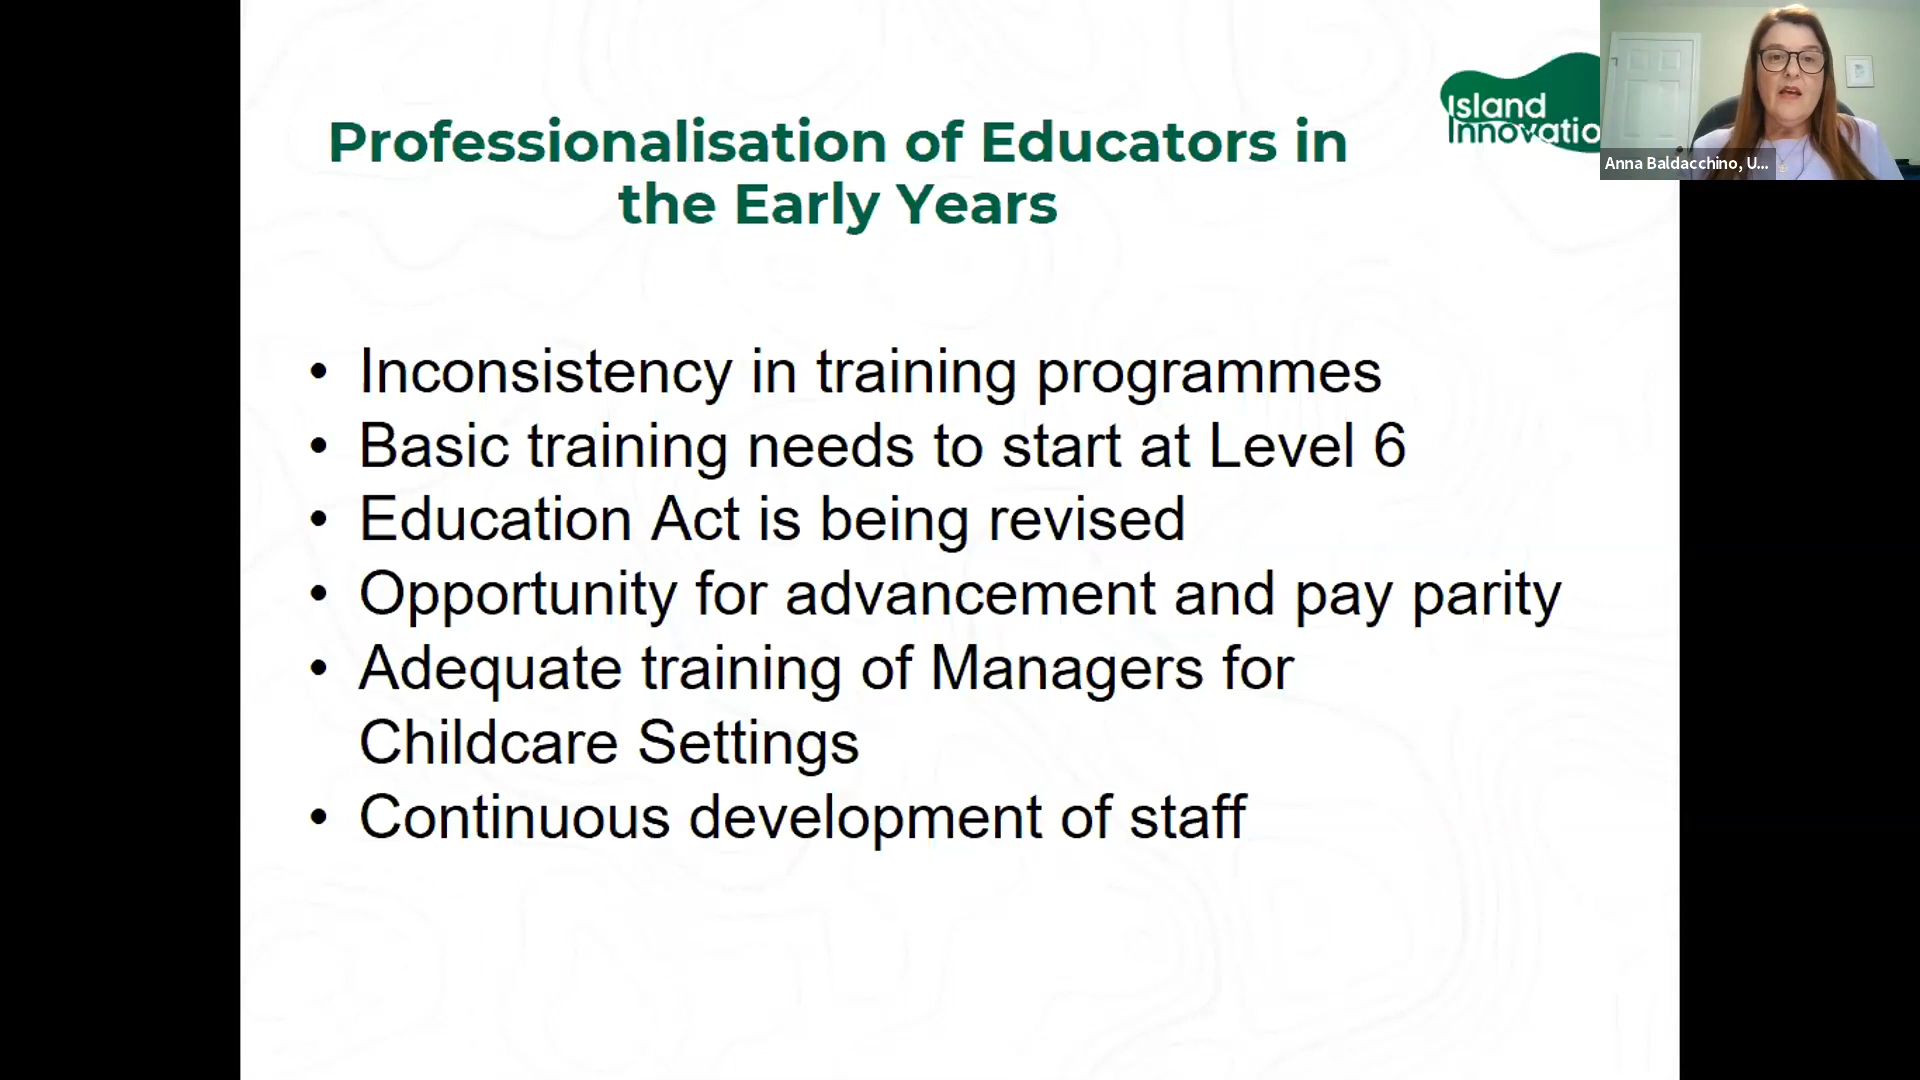 Professionalisation of Educators in
the Early Years
Island
Innovatio
Anna Baldacchino, U...
• Inconsistency in training programmes
• Basic training needs to start at Level 6
• Education Act is being revised
• Opportunity for advancement and pay parity
• Adequate training of Managers for
Childcare Settings
• Continuous development of staff